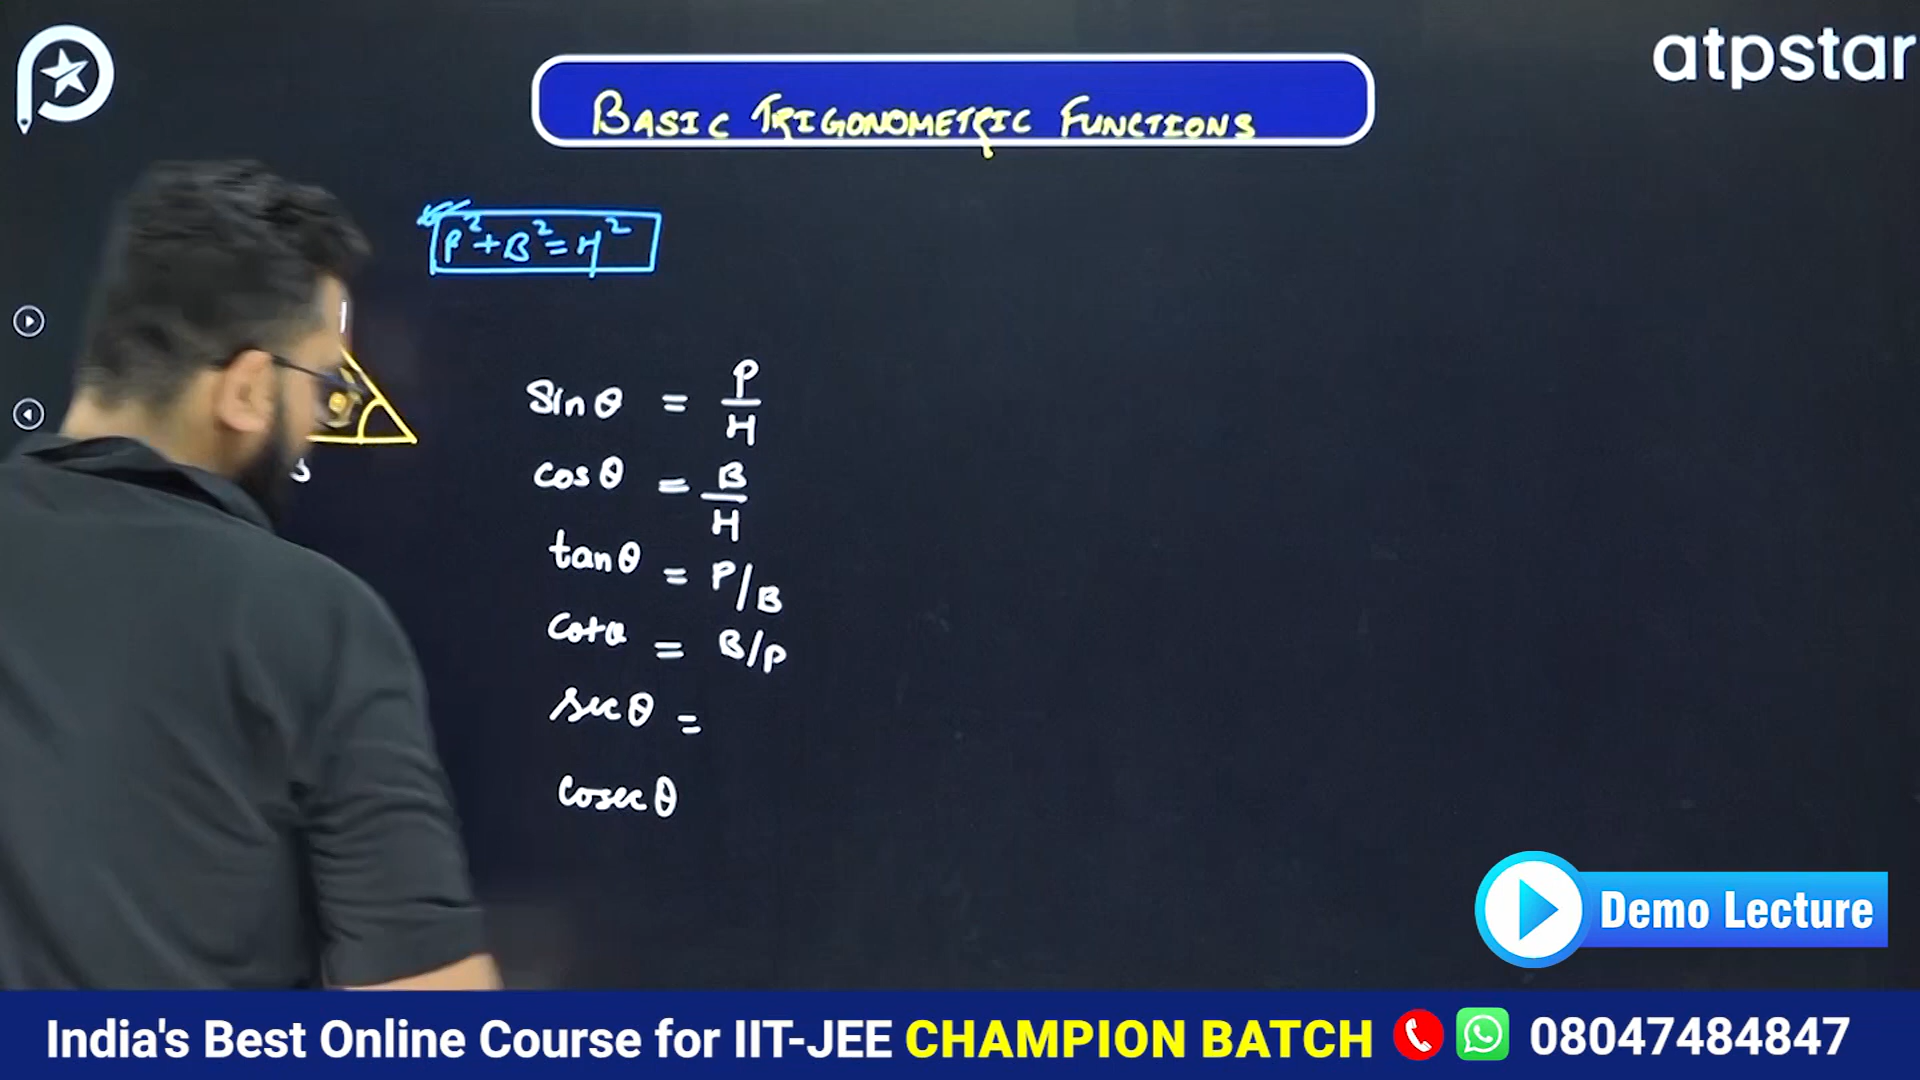 atpstar
BASIC TRIGONOMETRIC FUNCTIONS
P² + B² = H²
Sin θ = P/H
cos θ = B/H
tan θ = P/B
Cot θ = B/P
sec θ =
Cosec θ
Demo Lecture
India's Best Online Course for IIT-JEE CHAMPION BATCH 08047484847